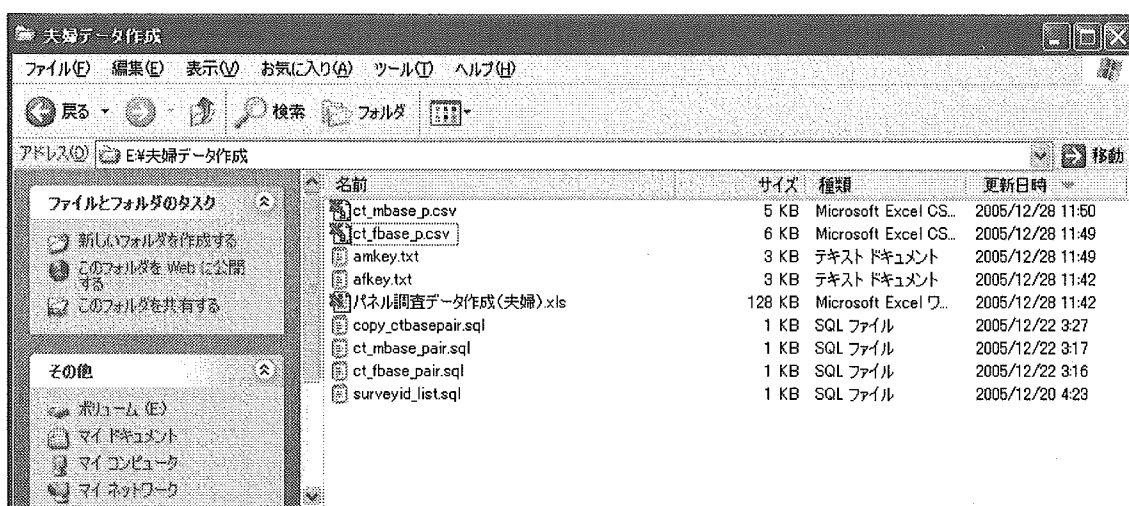 夫婦データ作成
ファイル(F) 編集(E) 表示(V) お気に入り(A) ツール(T) ヘルプ(H)
戻る 検索 フォルダ
アドレス(D) E:¥夫婦データ作成 移動
ファイルとフォルダのタスク
新しいフォルダを作成する
このフォルダを Web に公開する
このフォルダを共有する
その他
ボリューム (E)
マイ ドキュメント
マイ コンピュータ
マイ ネットワーク
名前 サイズ 種類 更新日時
ct_mbase_p.csv 5 KB Microsoft Excel CS... 2005/12/28 11:50
ct_fbase_p.csv 6 KB Microsoft Excel CS... 2005/12/28 11:49
amkey.txt 3 KB テキスト ドキュメント 2005/12/28 11:49
afkey.txt 3 KB テキスト ドキュメント 2005/12/28 11:42
パネル調査データ作成(夫婦).xls 128 KB Microsoft Excel ワ... 2005/12/28 11:42
copy_ctbasepair.sql 1 KB SQL ファイル 2005/12/22 3:27
ct_mbase_pair.sql 1 KB SQL ファイル 2005/12/22 3:17
ct_fbase_pair.sql 1 KB SQL ファイル 2005/12/22 3:16
surveyid_list.sql 1 KB SQL ファイル 2005/12/20 4:23